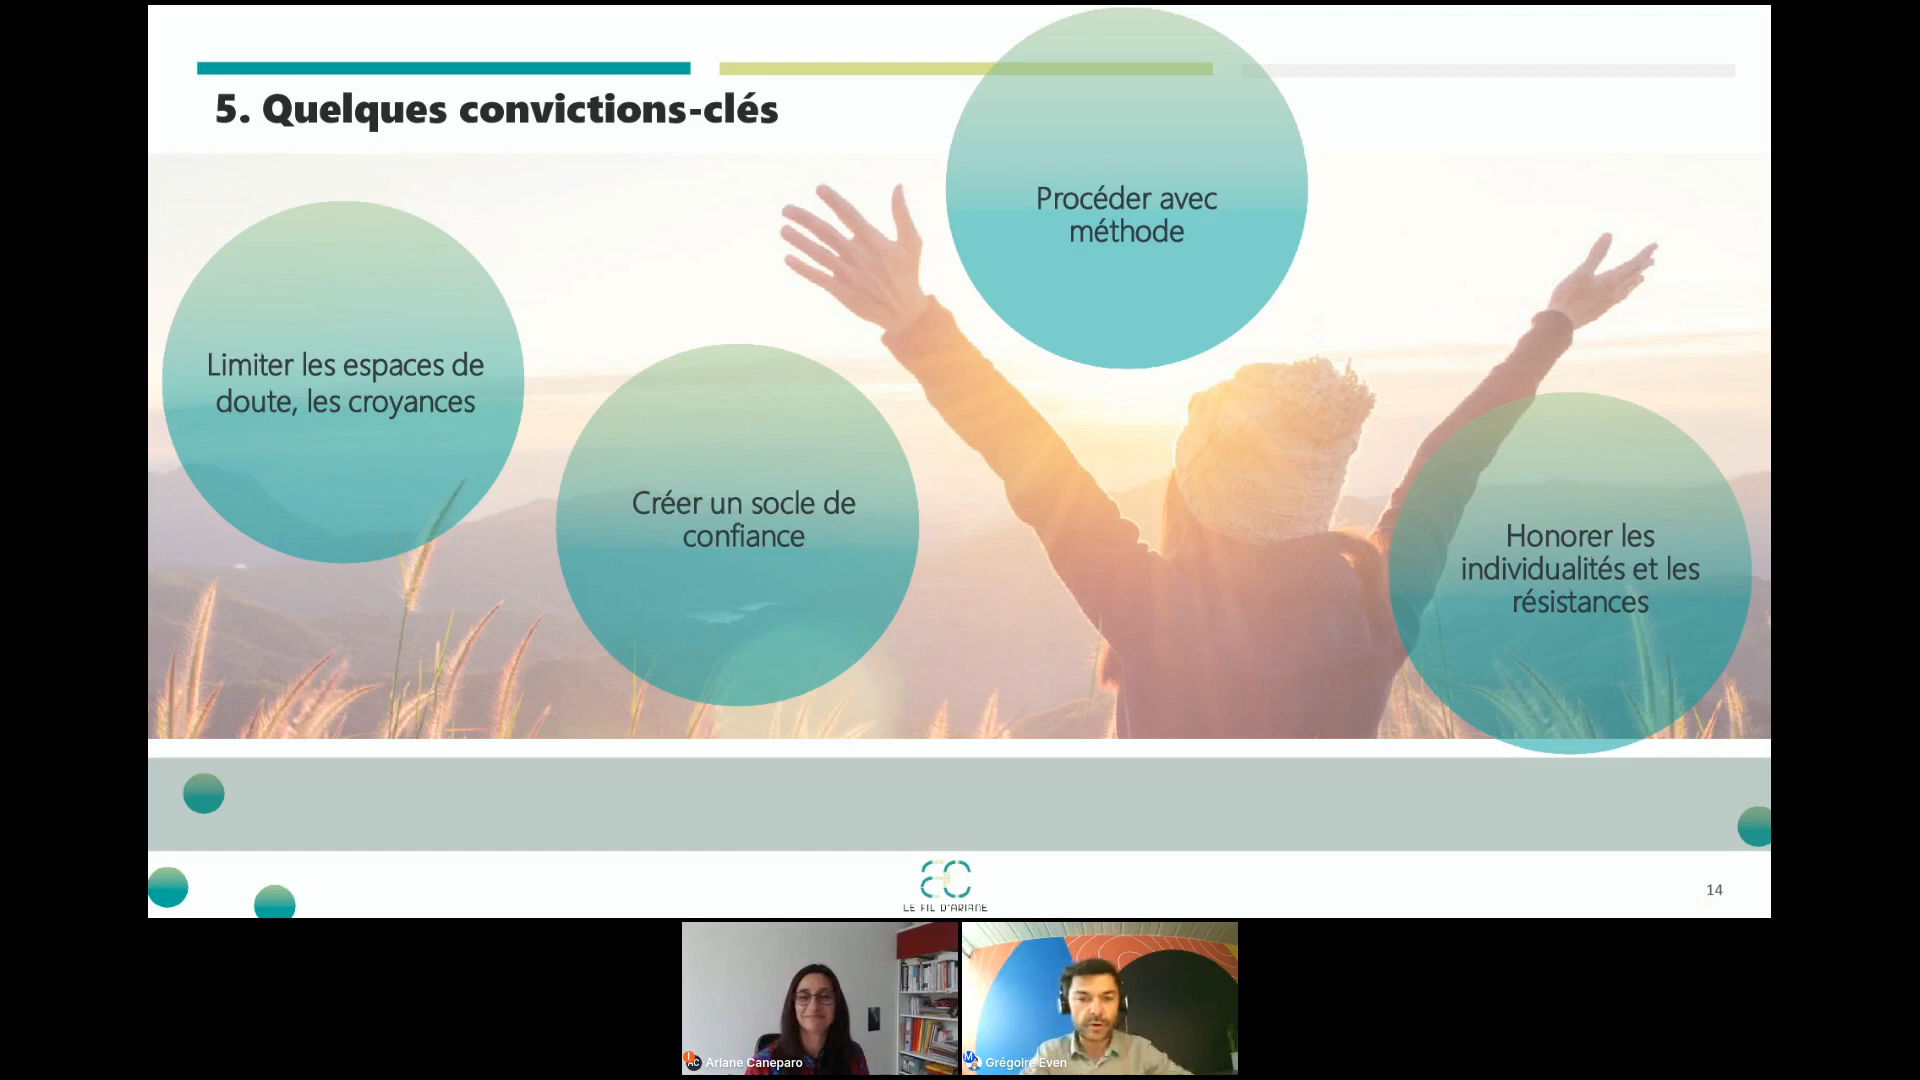 5. Quelques convictions-clés
Procéder avec
méthode
Limiter les espaces de
doute, les croyances
Créer un socle de
confiance
Honorer les
individualités et les
résistances
LE FIL D'ARIANE
14
AC Ariane Caneparo
Grégoire Even